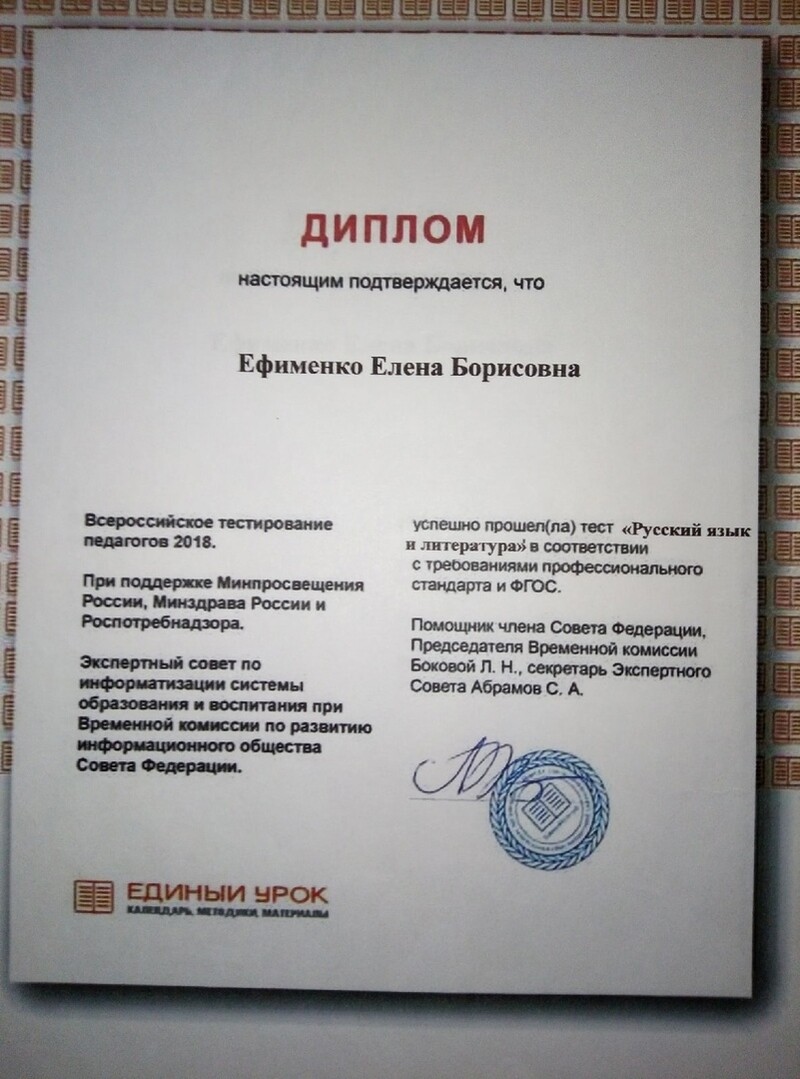 ДИПЛОМ
настоящим подтверждается, что
Ефименко Елена Борисовна
Всероссийское тестирование
педагогов 2018.
При поддержке Минпросвещения
России, Минздрава России и
Роспотребнадзора.
Экспертный совет по
информатизации системы
образования и воспитания при
Временной комиссии по развитию
информационного общества
Совета Федерации.
успешно прошел(ла) тест «Русский язык
и литература» в соответствии
с требованиями профессионального
стандарта и ФГОС.
Помощник члена Совета Федерации,
Председателя Временной комиссии
Боковой Л. Н., секретарь Экспертного
Совета Абрамов С. А.
ЕДИНЫЙ УРОК
КАЛЕНДАРЬ, МЕТОДИКИ, МАТЕРИАЛЫ